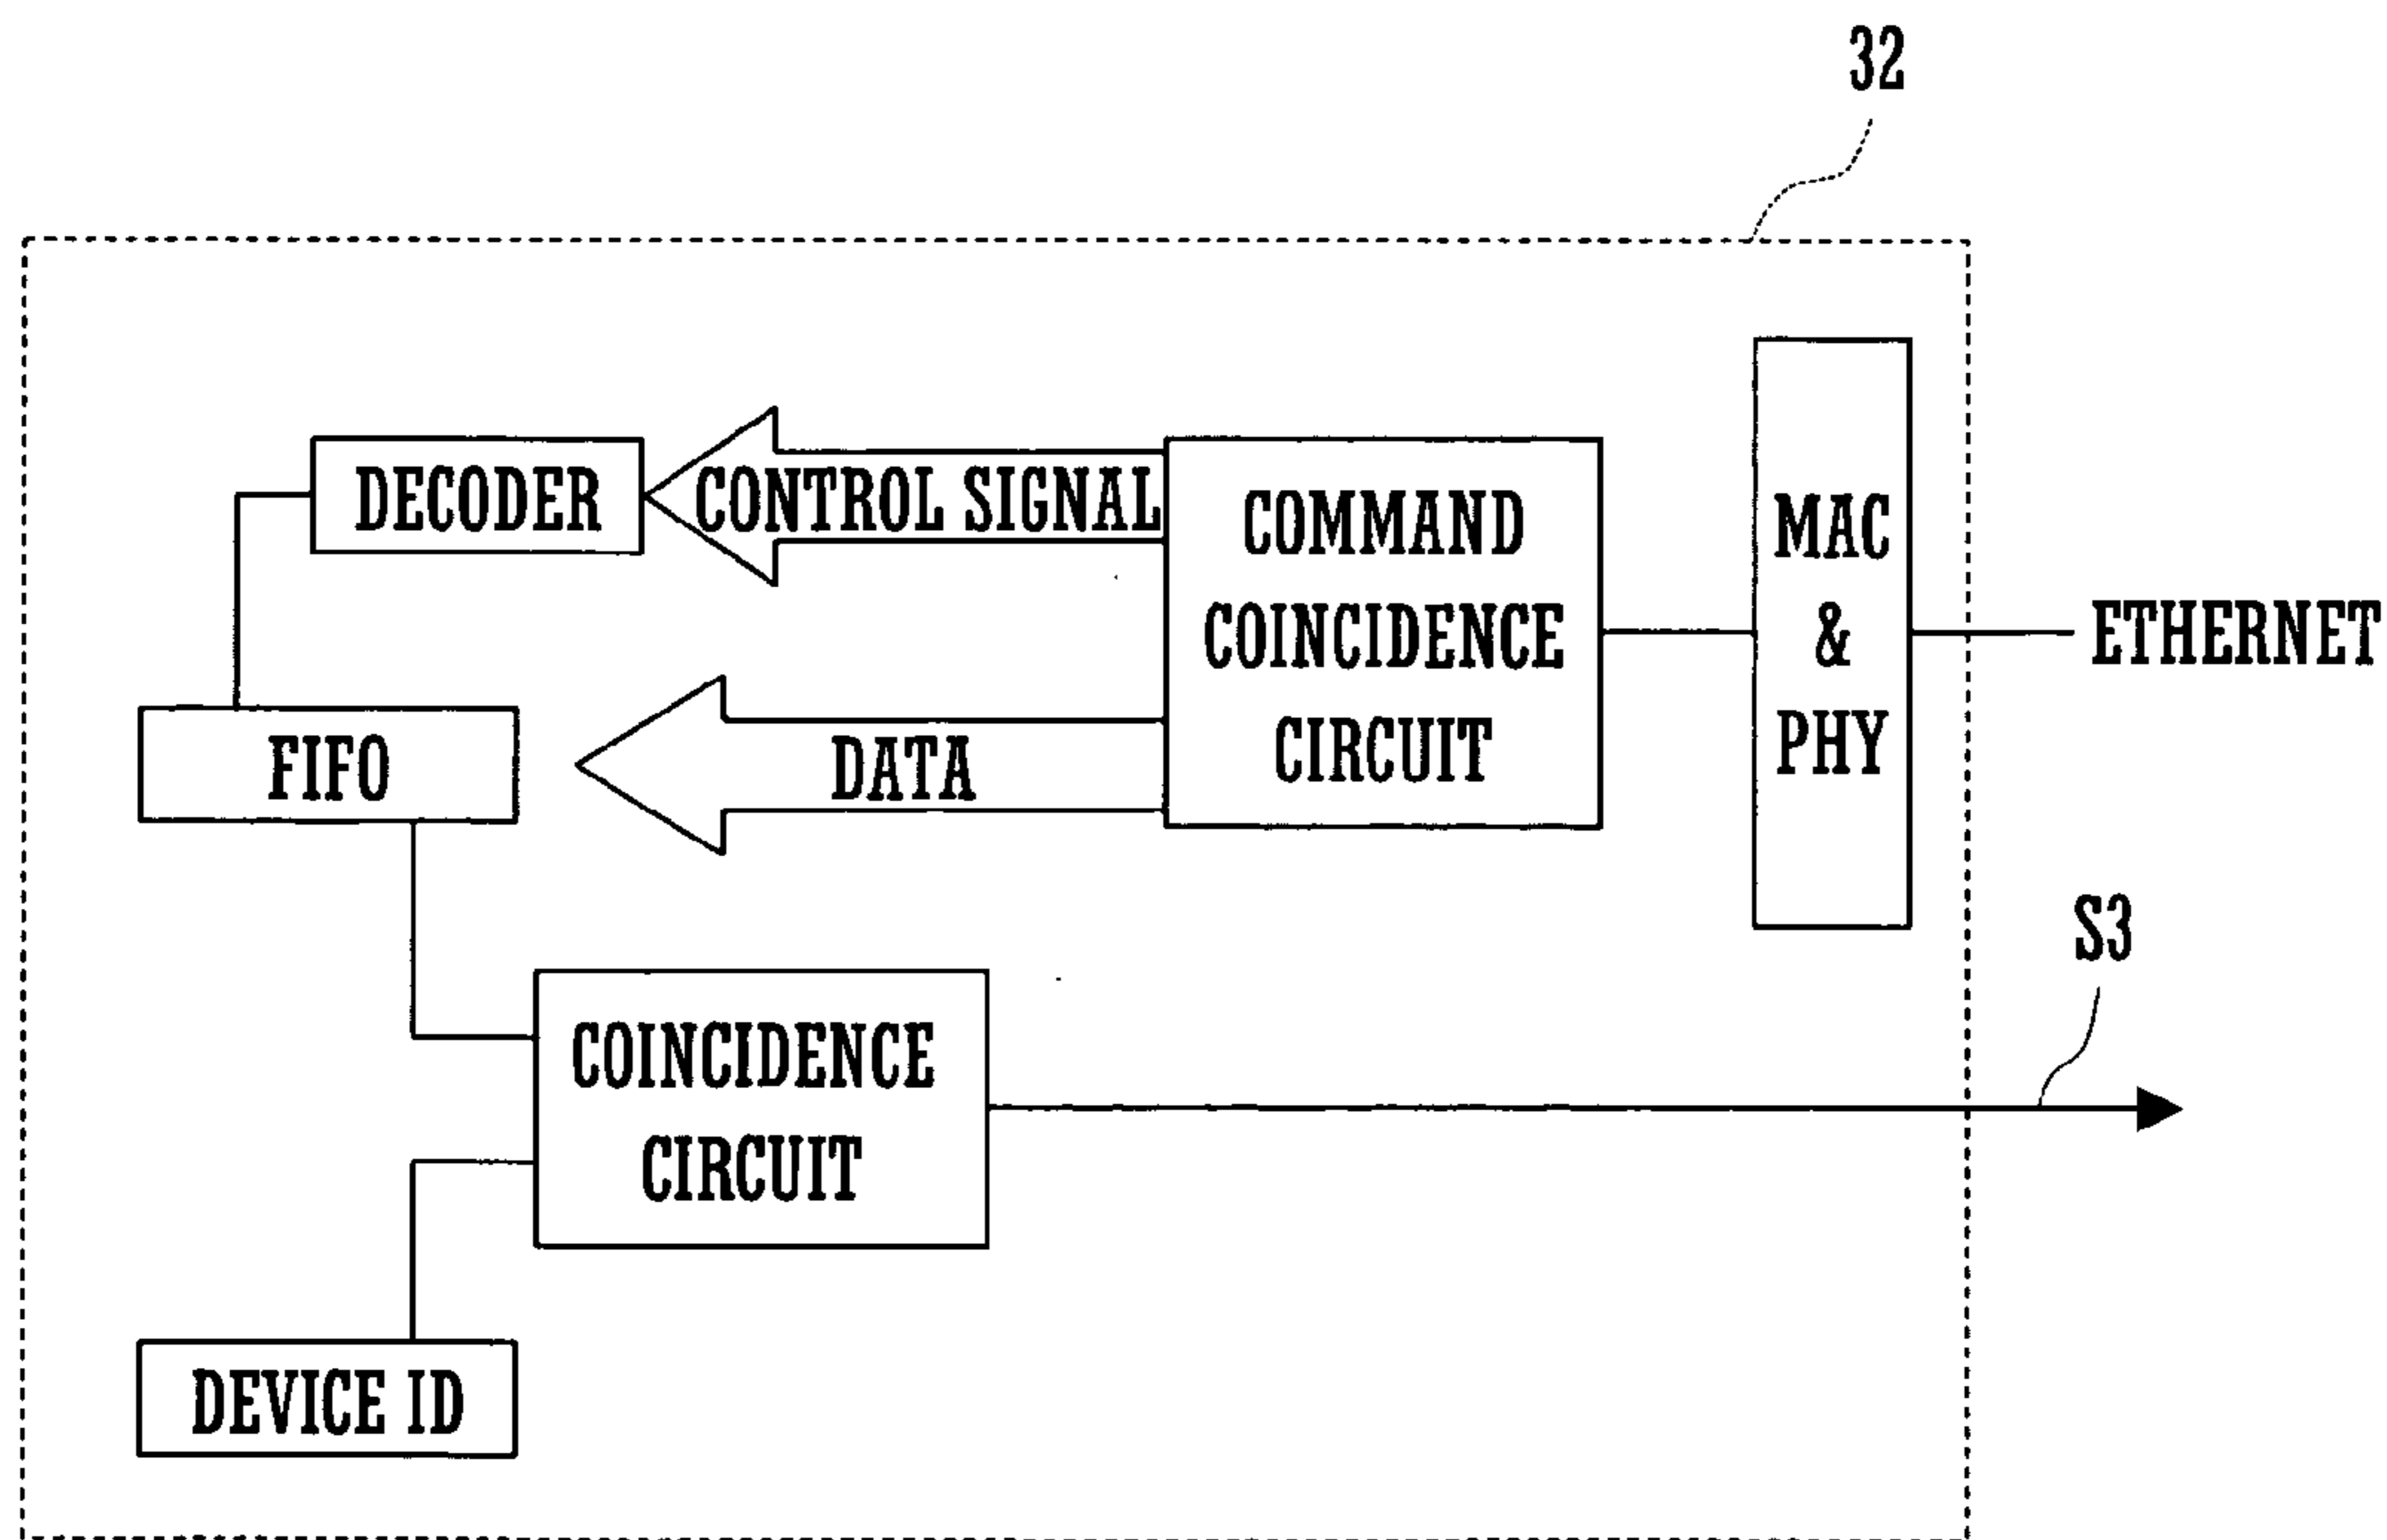 32
DECODER
CONTROL SIGNAL
COMMAND
COINCIDENCE
CIRCUIT
MAC
&
PHY
ETHERNET
FIFO
DATA
S3
COINCIDENCE
CIRCUIT
DEVICE ID